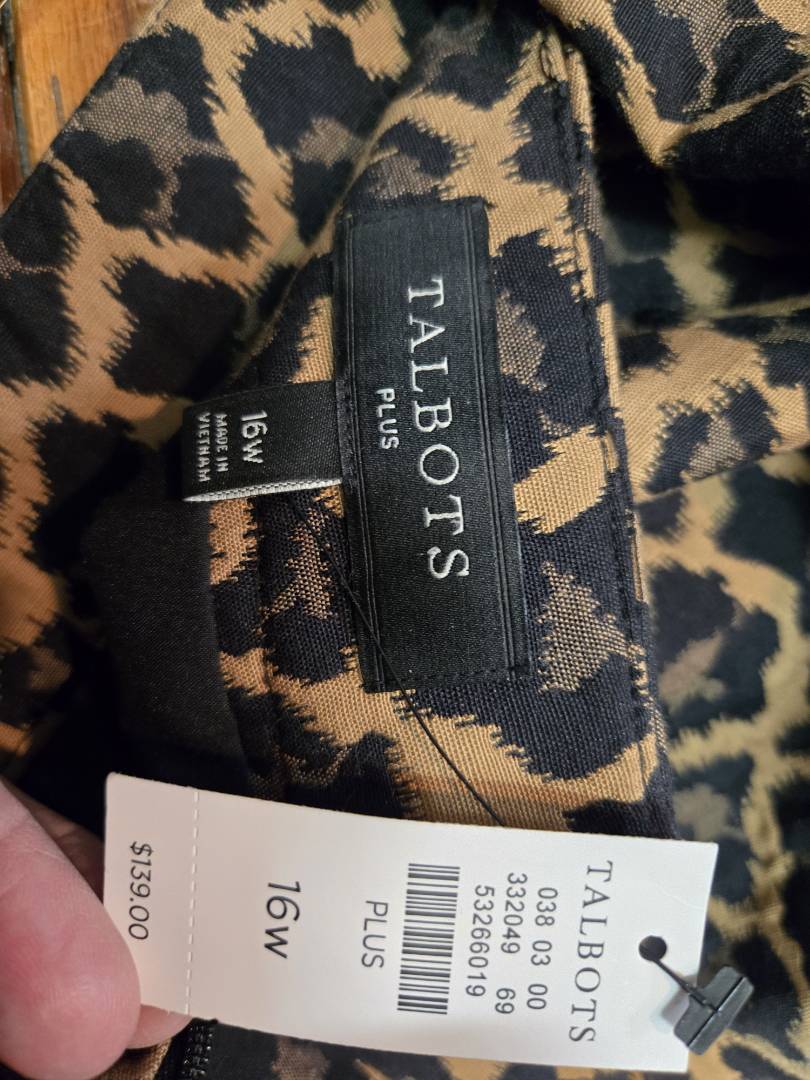 TALBOTS
PLUS
16W
MADE IN
VIETNAM
TALBOTS
038 03 00
332049 69
53266019
PLUS
16W
$139.00